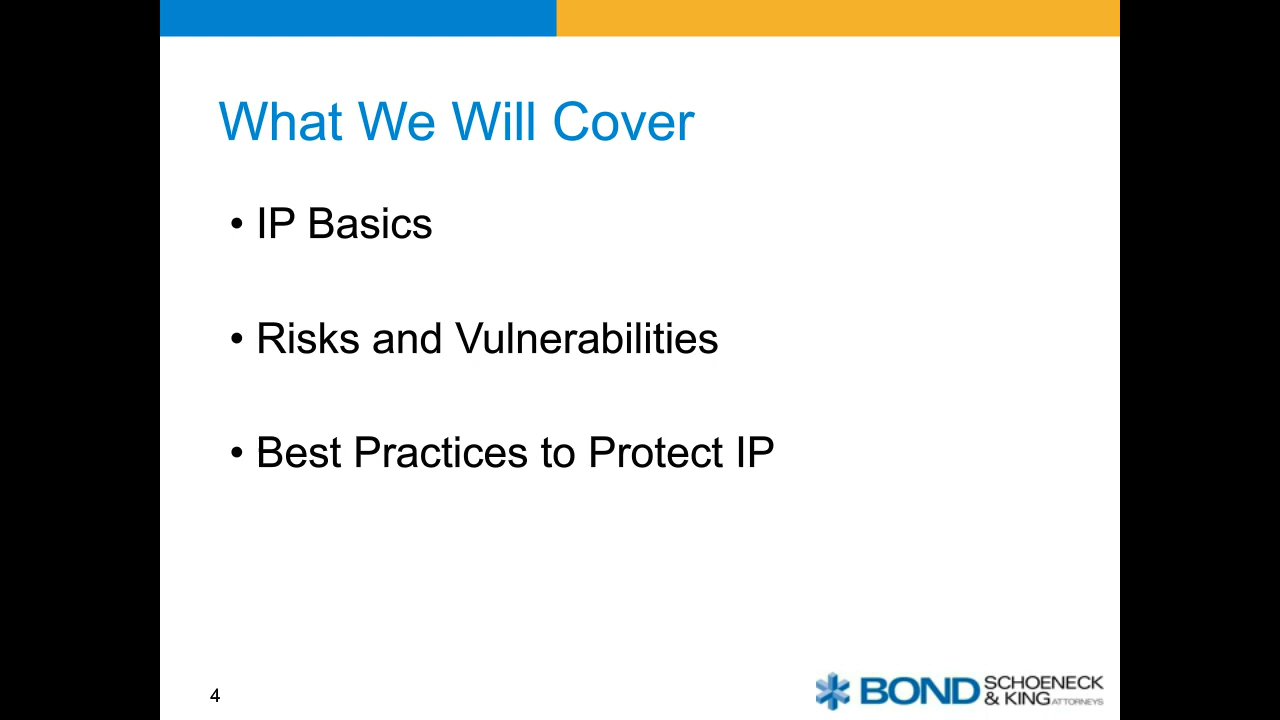 What We Will Cover
• IP Basics
• Risks and Vulnerabilities
• Best Practices to Protect IP
4
BOND SCHOENECK
& KING ATTORNEYS